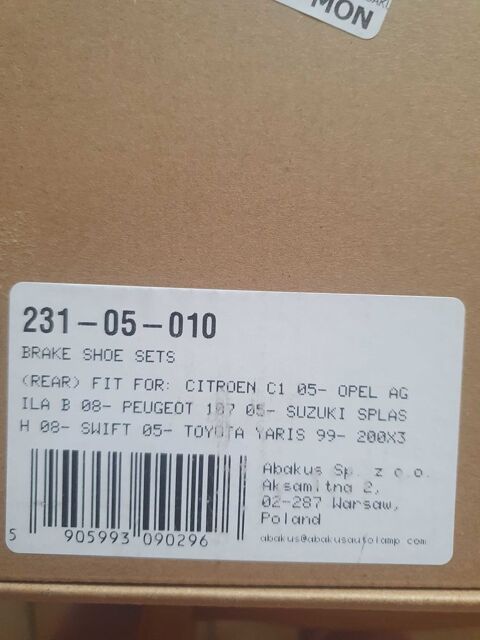 MON
231-05-010
BRAKE SHOE SETS
(REAR) FIT FOR: CITROEN C1 05- OPEL AG
ILA B 08- PEUGEOT 107 05- SUZUKI SPLAS
H 08- SWIFT 05- TOYOTA YARIS 99- 200X3
Abakus Sp. z o.o.
Aksamitna 2,
02-287 Warsaw,
Poland
abakus@abakusautolamp.com
5 905993 090296